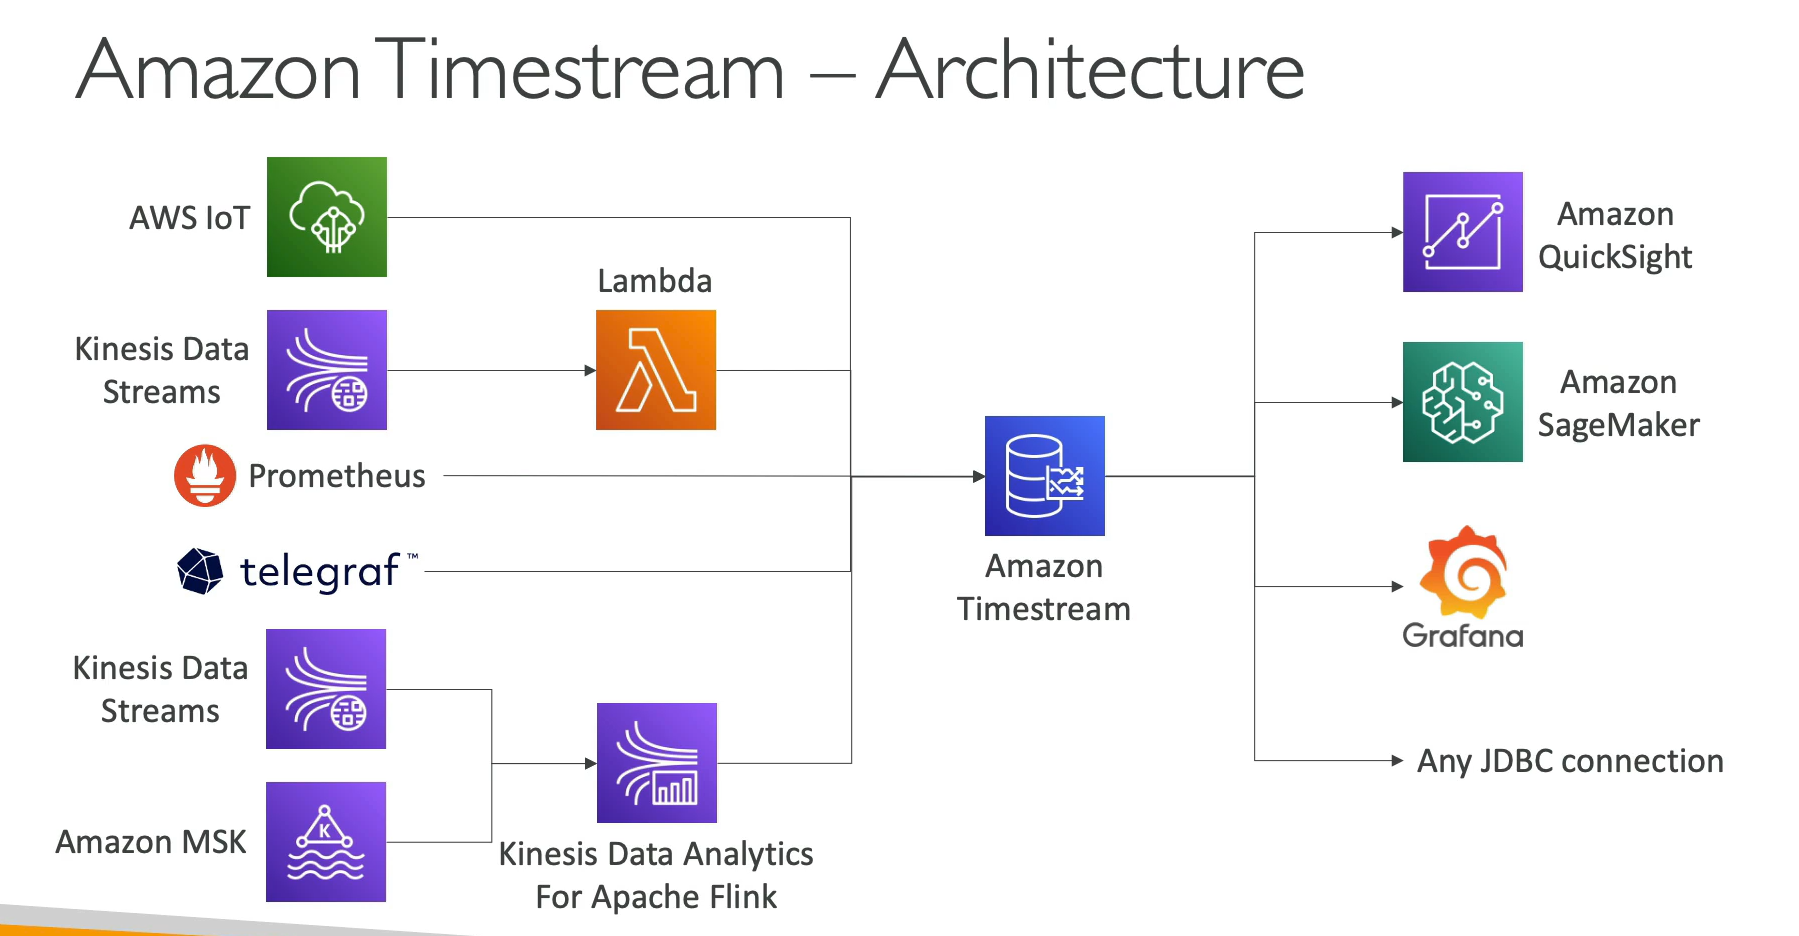 Amazon Timestream – Architecture
AWS IoT
Lambda
Kinesis Data
Streams
Prometheus
telegraf™
Kinesis Data
Streams
K
Amazon MSK
Kinesis Data Analytics
For Apache Flink
Amazon
Timestream
Amazon
QuickSight
Amazon
SageMaker
Grafana
Any JDBC connection